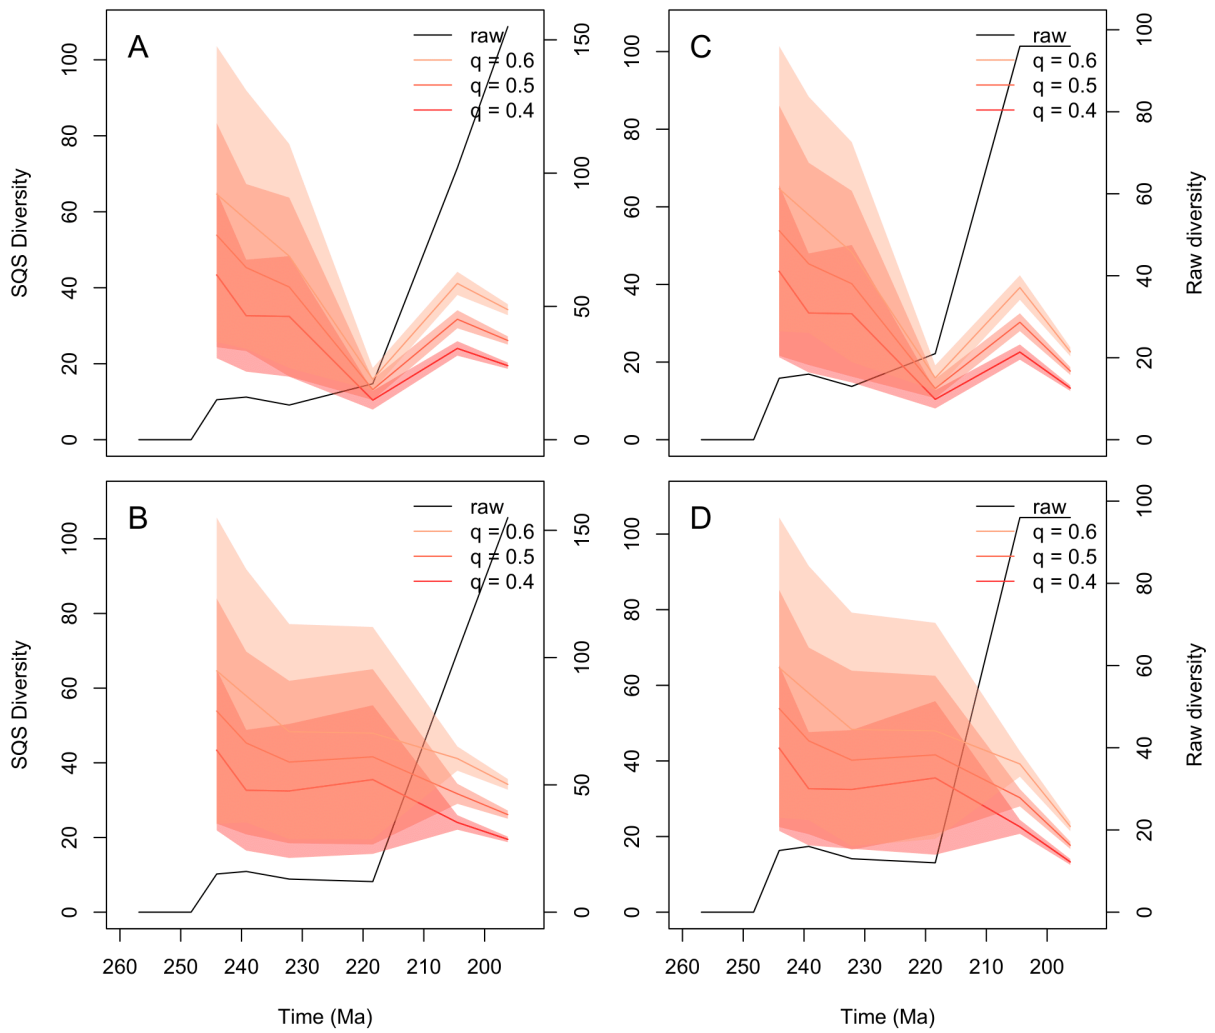 A
raw
q = 0.6
q = 0.5
q = 0.4
SQS Diversity
0
20
40
60
80
100
0
50
100
150
C
raw
q = 0.6
q = 0.5
q = 0.4
0
20
40
60
80
100
Raw diversity
0
20
40
60
80
100
B
raw
q = 0.6
q = 0.5
q = 0.4
SQS Diversity
0
20
40
60
80
100
0
50
100
150
260 250 240 230 220 210 200
Time (Ma)
D
raw
q = 0.6
q = 0.5
q = 0.4
0
20
40
60
80
100
Raw diversity
0
20
40
60
80
100
260 250 240 230 220 210 200
Time (Ma)